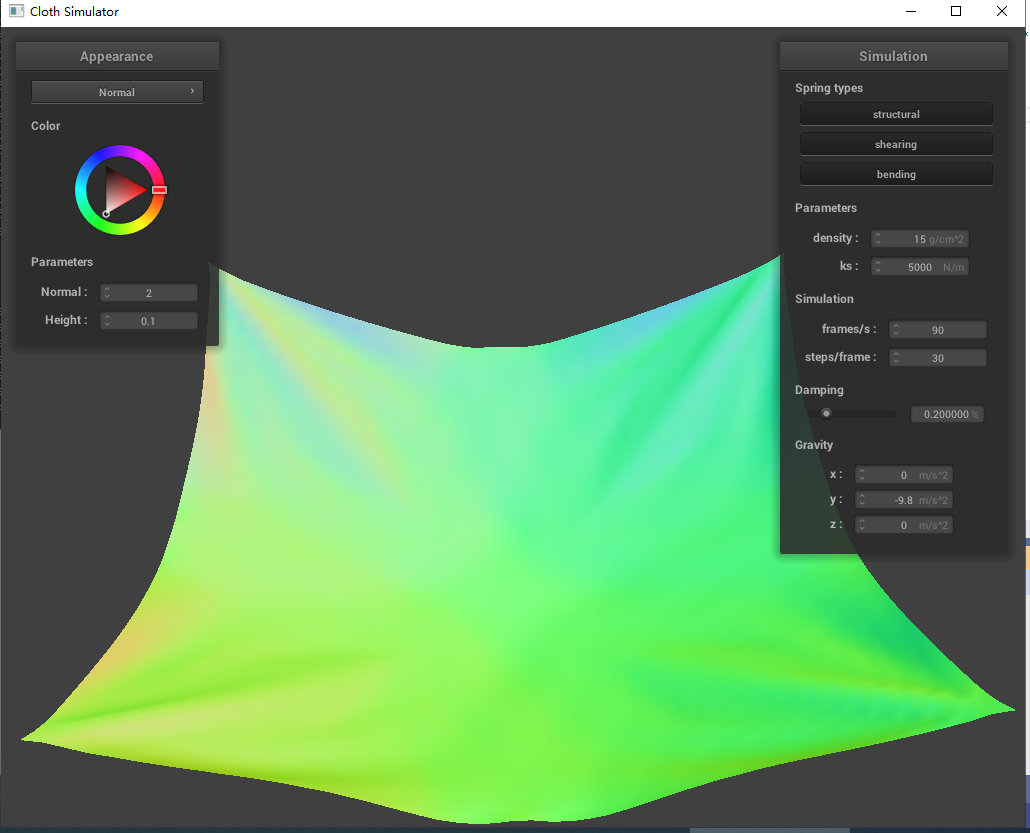 Cloth Simulator
Appearance
Normal
Color
Parameters
Normal :
2
Height :
0.1
Simulation
Spring types
structural
shearing
bending
Parameters
density :
15 g/cm^2
ks :
5000 N/m
Simulation
frames/s :
90
steps/frame :
30
Damping
0.200000 %
Gravity
x :
0 m/s^2
y :
-9.8 m/s^2
z :
0 m/s^2